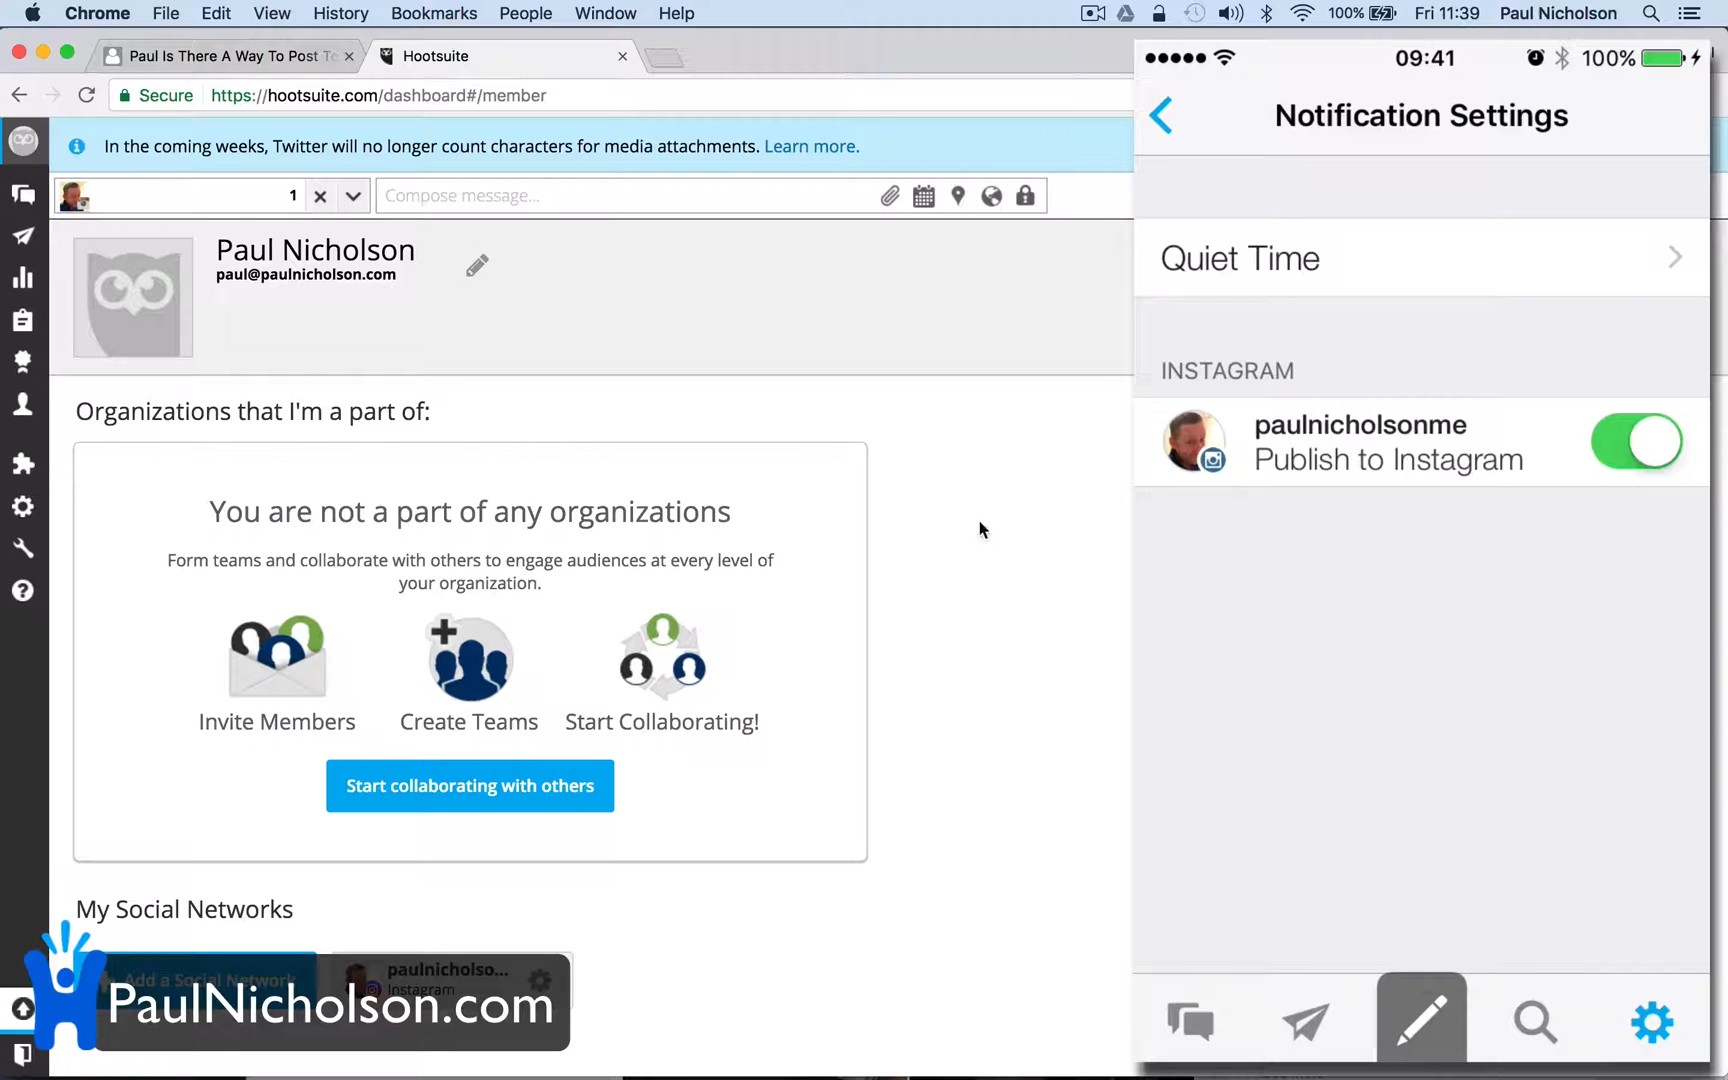 Chrome File Edit View History Bookmarks People Window Help 100% Fri 11:39 Paul Nicholson
Paul Is There A Way To Post To
Hootsuite
Secure https://hootsuite.com/dashboard#/member
In the coming weeks, Twitter will no longer count characters for media attachments. Learn more.
1 Compose message...
Paul Nicholson
paul@paulnicholson.com
Organizations that I'm a part of:
You are not a part of any organizations
Form teams and collaborate with others to engage audiences at every level of
your organization.
Invite Members Create Teams Start Collaborating!
Start collaborating with others
My Social Networks
Add a Social Network
paulnicholso...
Instagram
PaulNicholson.com
09:41 100%
Notification Settings
Quiet Time
INSTAGRAM
paulnicholsonme
Publish to Instagram